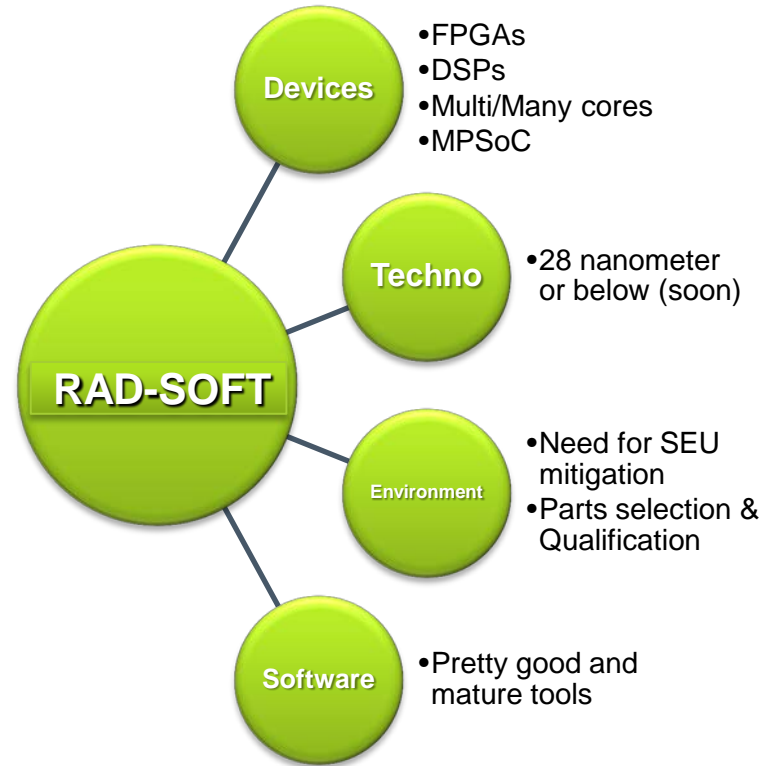 Devices
•FPGAs
•DSPs
•Multi/Many cores
•MPSoC
Techno
•28 nanometer
or below (soon)
RAD-SOFT
Environment
•Need for SEU
mitigation
•Parts selection &
Qualification
Software
•Pretty good and
mature tools